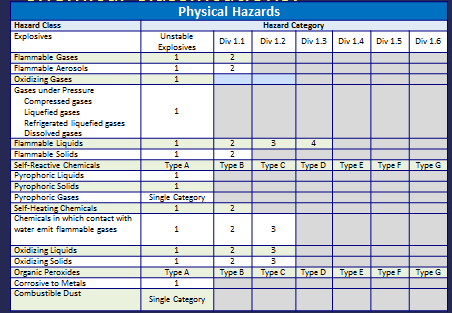 Physical Hazards
Hazard Class Hazard Category
Explosives Unstable Explosives Div 1.1 Div 1.2 Div 1.3 Div 1.4 Div 1.5 Div 1.6
Flammable Gases 1 2
Flammable Aerosols 1 2
Oxidizing Gases 1
Gases under Pressure
Compressed gases
Liquefied gases 1
Refrigerated liquefied gases
Dissolved gases
Flammable Liquids 1 2 3 4
Flammable Solids 1 2
Self-Reactive Chemicals Type A Type B Type C Type D Type E Type F Type G
Pyrophoric Liquids 1
Pyrophoric Solids 1
Pyrophoric Gases Single Category
Self-Heating Chemicals 1 2
Chemicals in which contact with
water emit flammable gases 1 2 3
Oxidizing Liquids 1 2 3
Oxidizing Solids 1 2 3
Organic Peroxides Type A Type B Type C Type D Type E Type F Type G
Corrosive to Metals 1
Combustible Dust Single Category